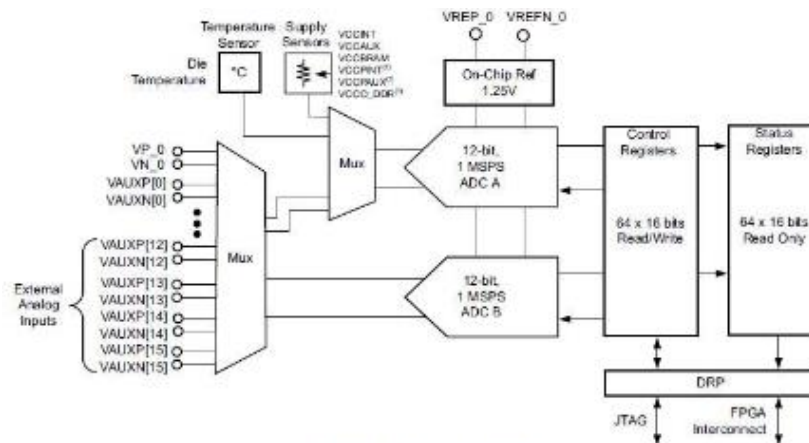 VREP_0 VREFN_0
Temperature
Sensor
Supply
Sensors
VCCINT
VCCAUX
VCCBRAM
VCCPINT
VCCPAUX
VCCO_DDR
Die
Temperature
°C
On-Chip Ref
1.25V
VP_0
VN_0
VAUXP[0]
VAUXN[0]
VAUXP[12]
VAUXN[12]
VAUXP[13]
VAUXN[13]
VAUXP[14]
VAUXN[14]
VAUXP[15]
VAUXN[15]
External
Analog
Inputs
Mux
Mux
12-bit,
1 MSPS
ADC A
12-bit,
1 MSPS
ADC B
Control
Registers
64 x 16 bits
Read/Write
Status
Registers
64 x 16 bits
Read Only
DRP
JTAG
FPGA
Interconnect